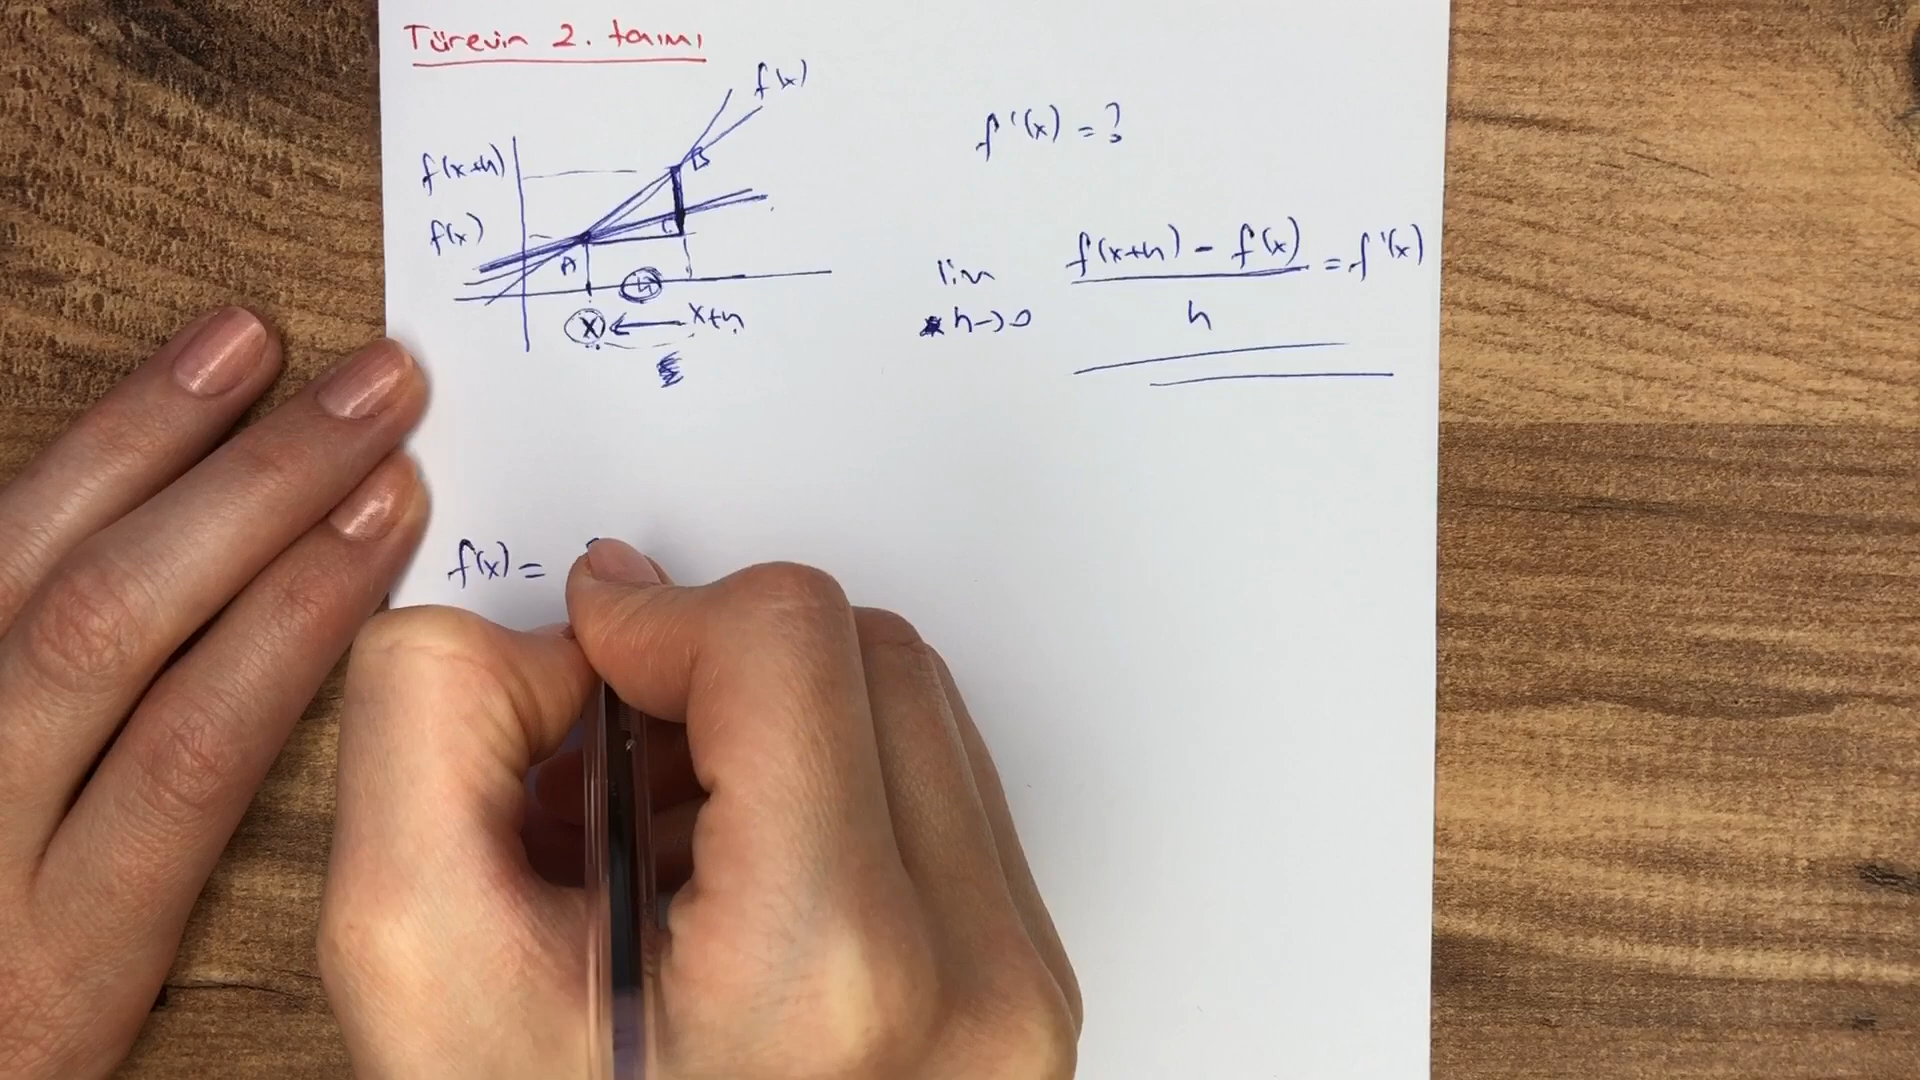 Türevin 2. tanımı
f(x)
f(x+h)
B
f(x)
C
A
h
x
x+h
f'(x) = ?
lim h→0 f(x+h) - f(x) / h = f'(x)
f(x) =